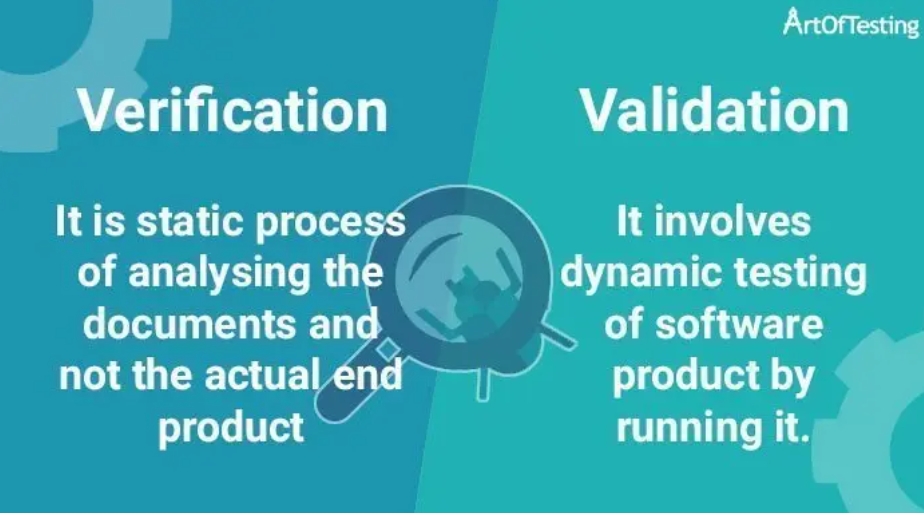 ArtOfTesting
Verification
It is static process
of analysing the
documents and
not the actual end
product
Validation
It involves
dynamic testing
of software
product by
running it.